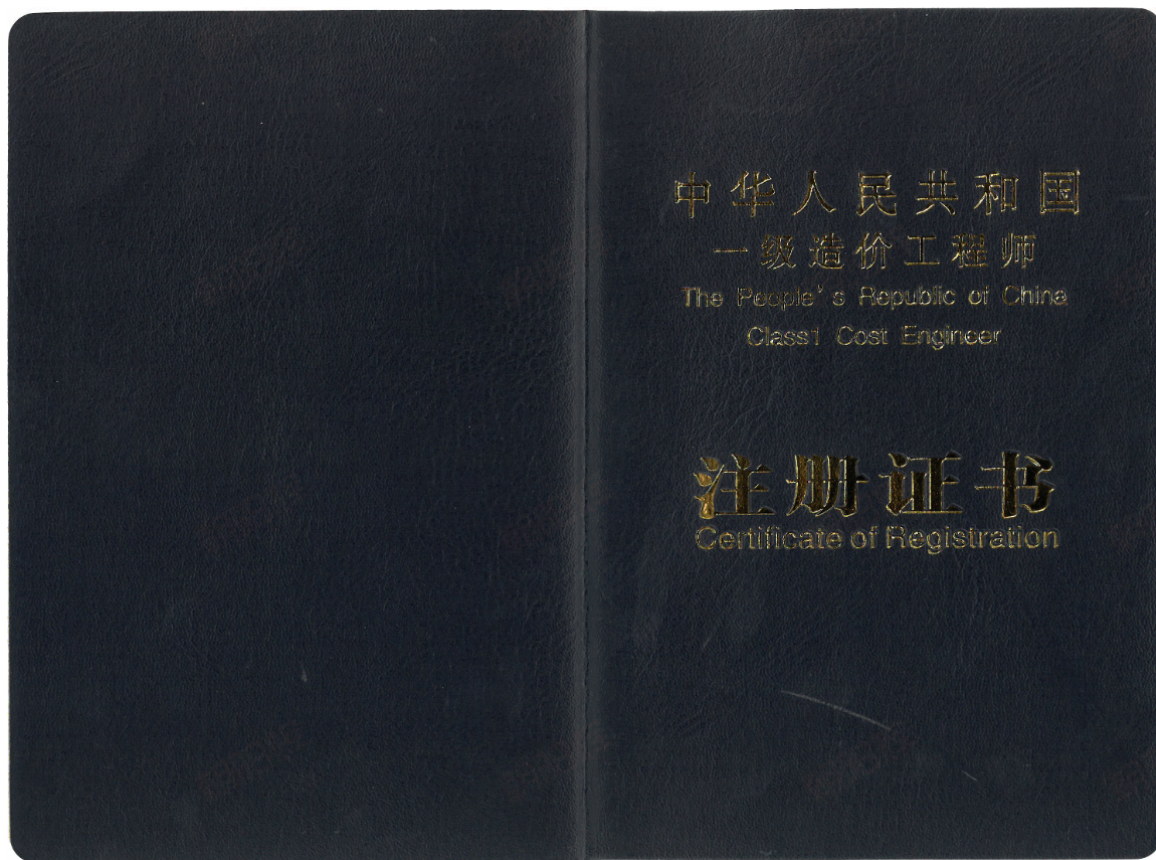 中华人民共和国
一级造价工程师
The People's Republic of China
Class1 Cost Engineer
注册证书
Certificate of Registration